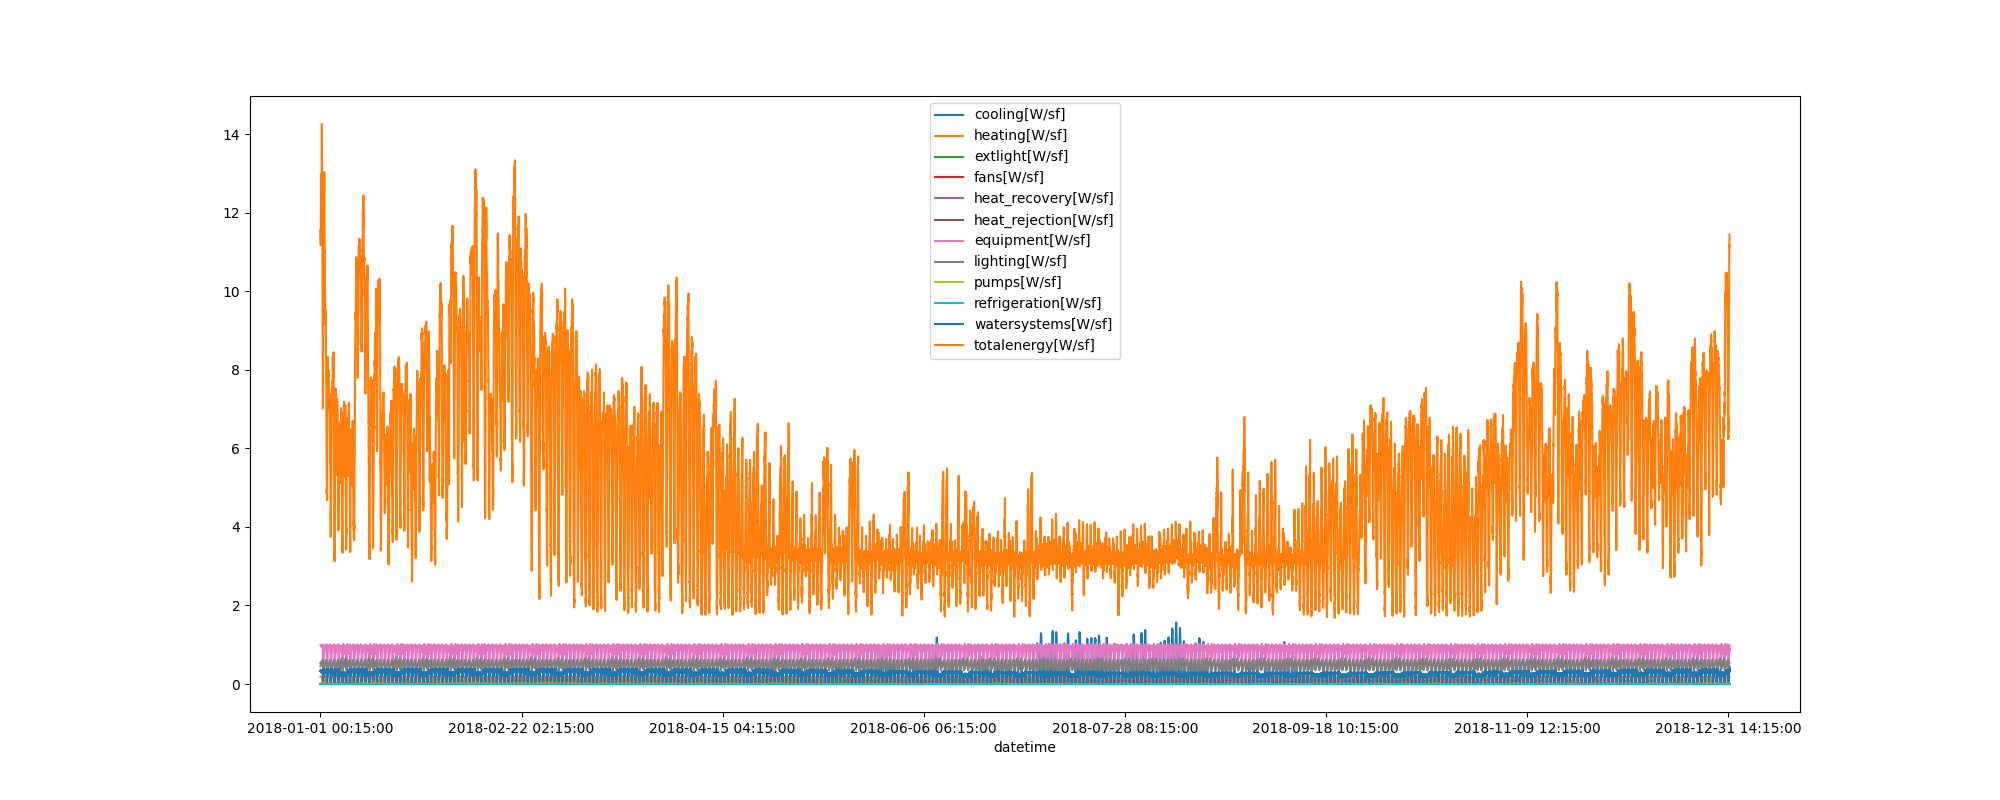 14
12
10
8
6
4
2
0
cooling[W/sf]
heating[W/sf]
extlight[W/sf]
fans[W/sf]
heat_recovery[W/sf]
heat_rejection[W/sf]
equipment[W/sf]
lighting[W/sf]
pumps[W/sf]
refrigeration[W/sf]
watersystems[W/sf]
totalenergy[W/sf]
2018-01-01 00:15:00 2018-02-22 02:15:00 2018-04-15 04:15:00 2018-06-06 06:15:00 2018-07-28 08:15:00 2018-09-18 10:15:00 2018-11-09 12:15:00 2018-12-31 14:15:00
datetime